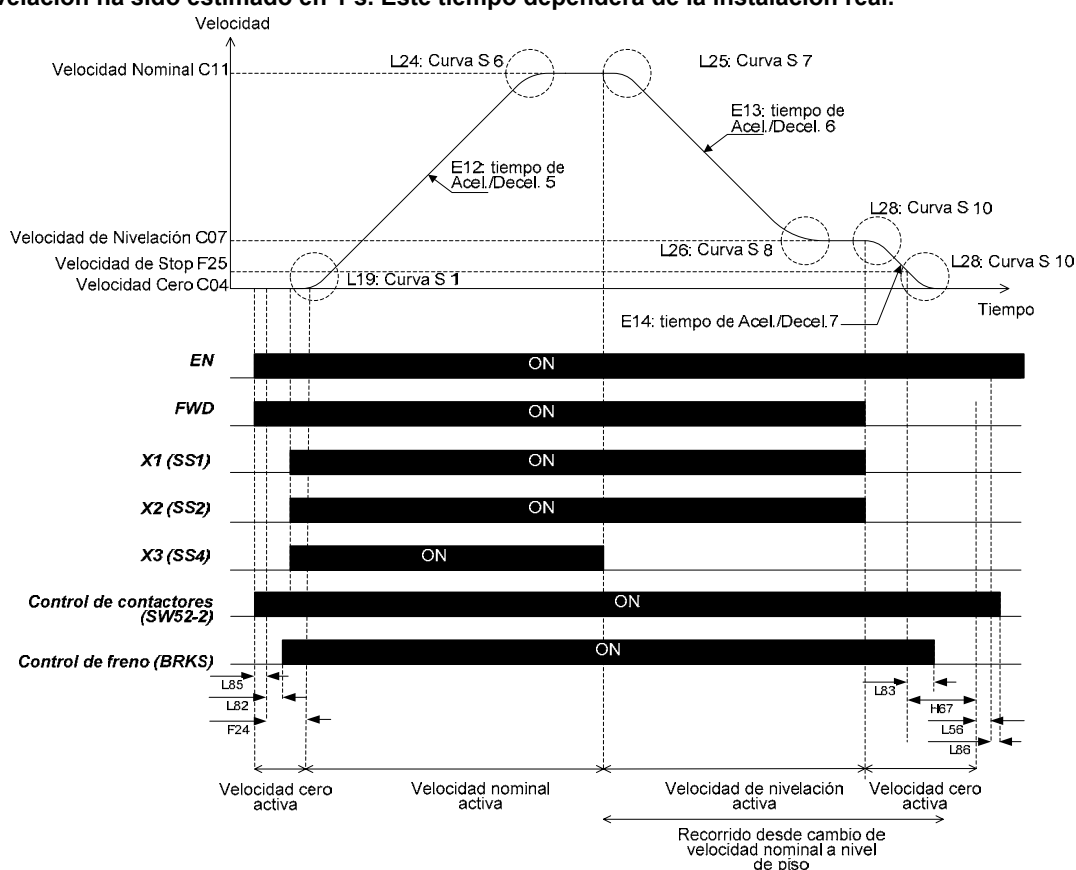 velación ha sido estimado en 1 s. Este tiempo dependerá de la instalación real.
Velocidad
Velocidad Nominal C11
L24: Curva S 6
L25: Curva S 7
E13: tiempo de
Acel./Decel. 6
E12: tiempo de
Acel./Decel. 5
L28: Curva S 10
Velocidad de Nivelación C07
L26: Curva S 8
Velocidad de Stop F25
L28: Curva S 10
Velocidad Cero C04
L19: Curva S 1
Tiempo
E14: tiempo de Acel./Decel.7
EN
ON
FWD
ON
X1 (SS1)
ON
X2 (SS2)
ON
X3 (SS4)
ON
Control de contactores
(SW52-2)
ON
Control de freno (BRKS)
ON
L85
L82
F24
L83
H67
L56
L86
Velocidad cero
activa
Velocidad nominal
activa
Velocidad de nivelación
activa
Velocidad cero
activa
Recorrido desde cambio de
velocidad nominal a nivel
de piso